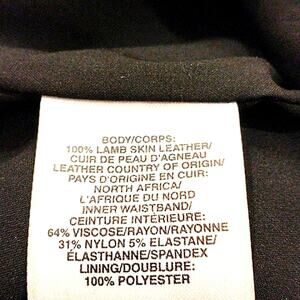 BODY/CORPS:
100% LAMB SKIN LEATHER/
CUIR DE PEAU D'AGNEAU
LEATHER COUNTRY OF ORIGIN/
PAYS D'ORIGINE EN CUIR:
NORTH AFRICA/
L'AFRIQUE DU NORD
INNER WAISTBAND/
CEINTURE INTÉRIEURE:
64% VISCOSE/RAYON/RAYONNE
31% NYLON 5% ELASTANE/
ÉLASTHANNE/SPANDEX
LINING/DOUBLURE:
100% POLYESTER